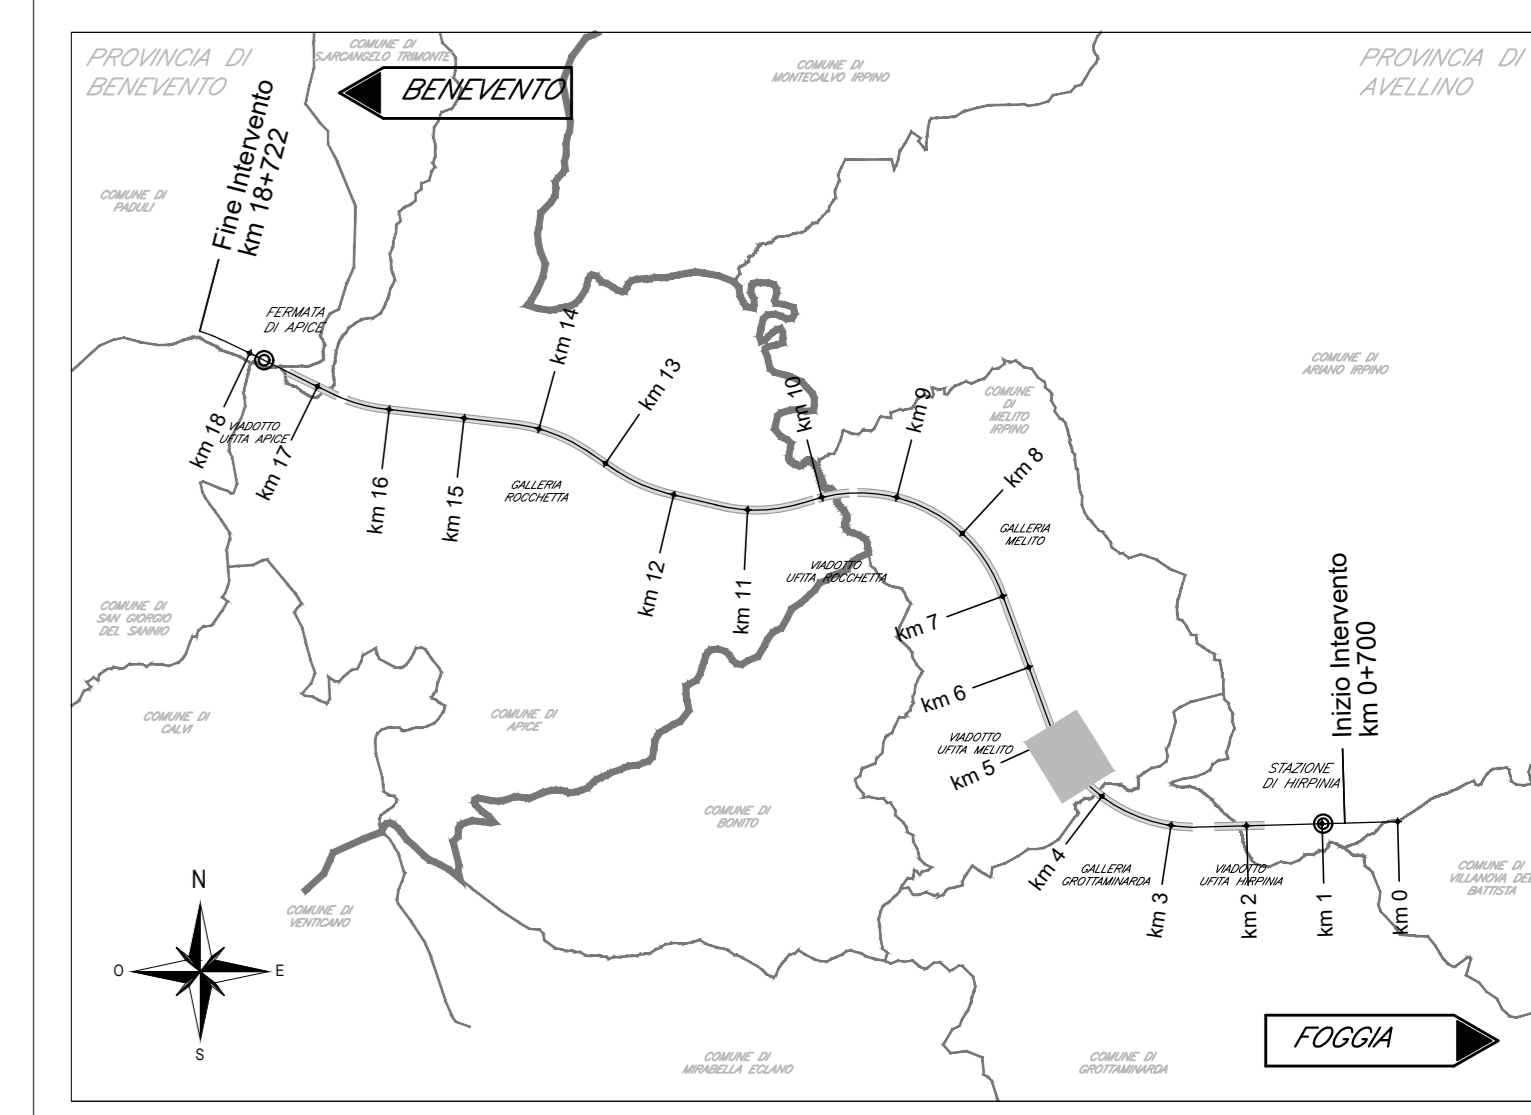 PROVINCIA DI
BENEVENTO
COMUNE DI
S.ARCANGELO TRIMONTE
BENEVENTO
COMUNE DI
MONTECALVO IRPINO
PROVINCIA DI
AVELLINO
Fine Intervento
km 18+722
COMUNE DI
PADULI
FERMATA
DI APICE
km 14
km 13
km 10
km 9
COMUNE
DI
MELITO
IRPINO
COMUNE DI
ARIANO IRPINO
km 18
VIADOTTO
UFITA APICE
km 17
km 16
km 15
GALLERIA
ROCCHETTA
km 8
GALLERIA
MELITO
km 12
km 11
VIADOTTO
UFITA ROCCHETTA
km 7
COMUNE DI
SAN GIORGIO
DEL SANNIO
Inizio Intervento
km 0+700
km 6
COMUNE DI
CALVI
COMUNE DI
APICE
VIADOTTO
UFITA MELITO
km 5
STAZIONE
DI HIRPINIA
COMUNE DI
BONITO
km 4
GALLERIA
GROTTAMINARDA
VIADOTTO
UFITA HIRPINIA
COMUNE DI
VILLANOVA DEL
BATTISTA
km 3
km 2
km 1
km 0
COMUNE DI
VENTICANO
N
O
E
S
FOGGIA
COMUNE DI
MIRABELLA ECLANO
COMUNE DI
GROTTAMINARDA